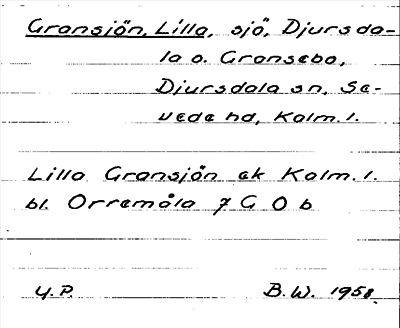 Gransjön, Lilla, sjö, Djursda-
la o. Gransebo,
Djursdala sn, Se-
vede hd, Kalm. l.
Lilla Gransjön ek Kalm. l.
bl. Orremåla 7 G O b
Y.P. B.W. 1958.